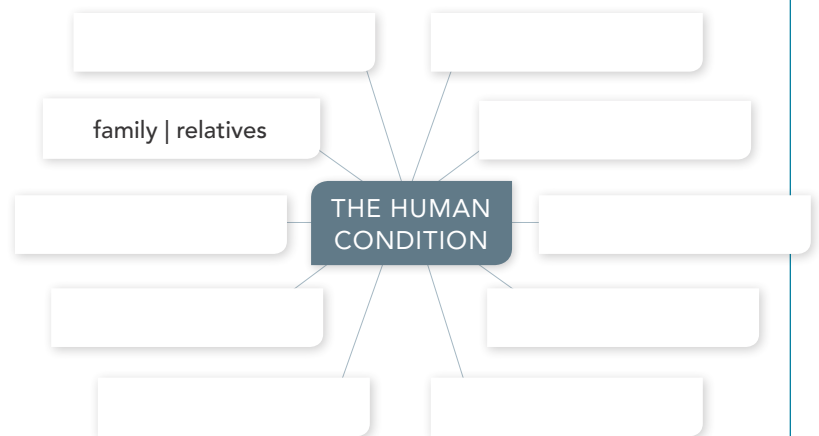 family | relatives
THE HUMAN
CONDITION